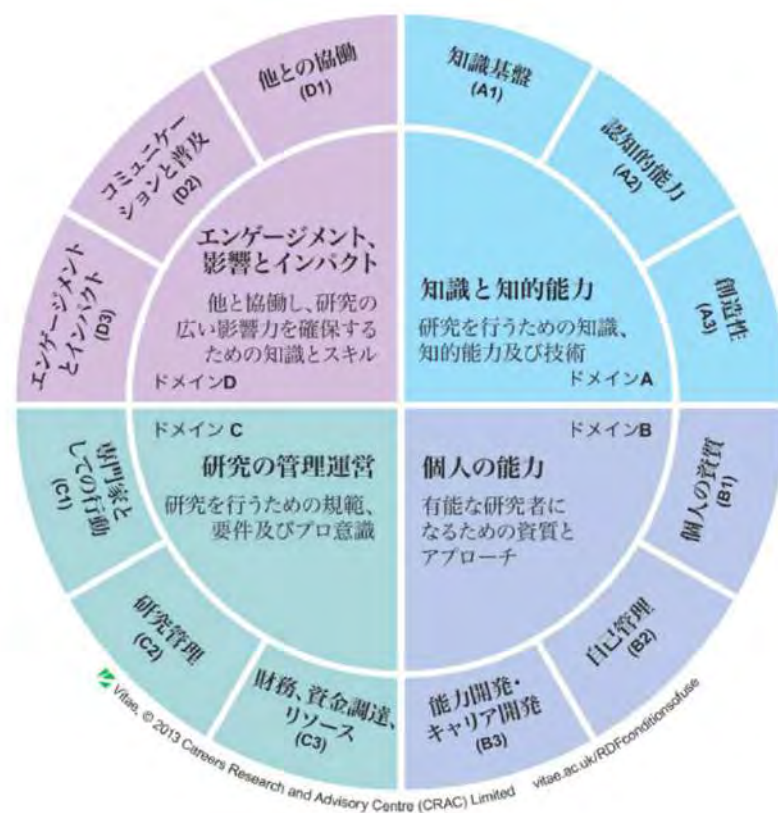 知識基盤
(A1)
認知的能力
(A2)
創造性
(A3)
知識と知的能力
研究を行うための知識、
知的能力及び技術
ドメインA
ドメインB
個人の能力
有能な研究者に
なるための資質と
アプローチ
個人の資質
(B1)
自己管理
(B2)
能力開発・
キャリア開発
(B3)
ドメイン C
研究の管理運営
研究を行うための規範、
要件及びプロ意識
専門家と
しての行動
(C1)
研究管理
(C2)
財務、資金調達、
リソース
(C3)
エンゲージメント、
影響とインパクト
他と協働し、研究の
広い影響力を確保する
ための知識とスキル
ドメインD
他との協働
(D1)
コミュニケー
ションと普及
(D2)
エンゲージメント
とインパクト
(D3)
Vitae, © 2013 Careers Research and Advisory Centre (CRAC) Limited vitae.ac.uk/RDFconditionsofuse